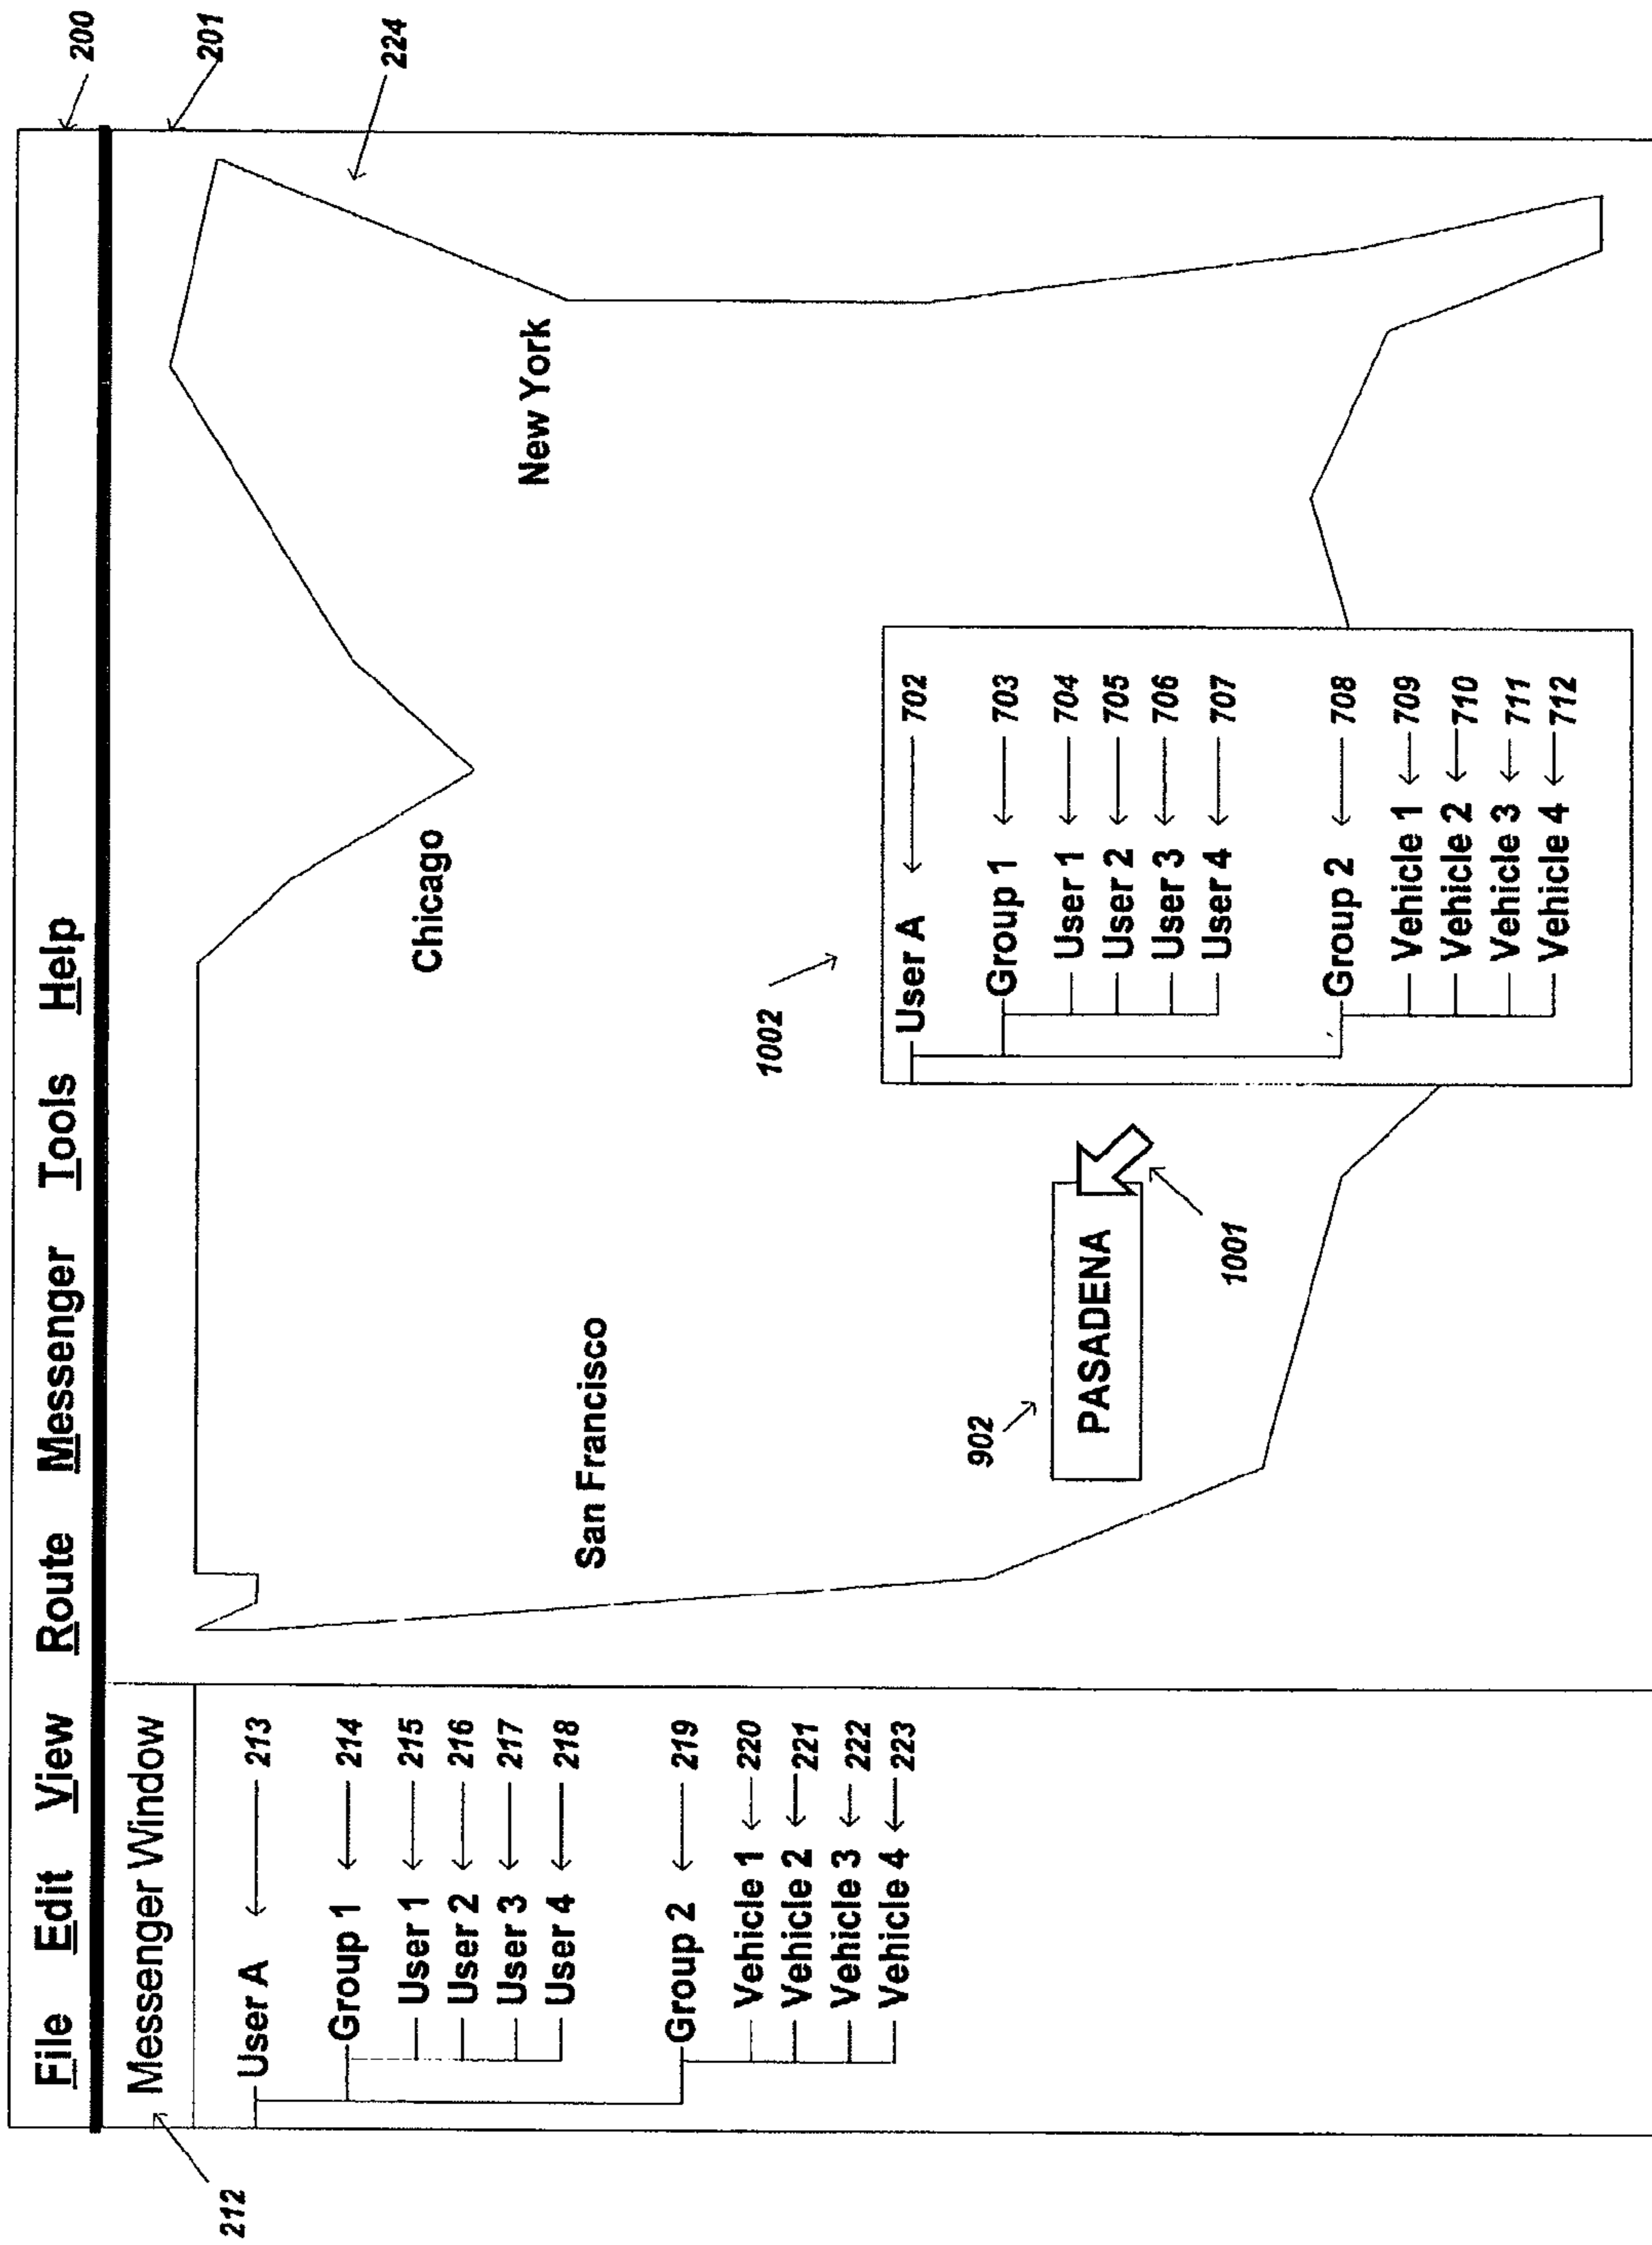 File Edit View Route Messenger Tools Help
200
201
224
212
Messenger Window
User A 213
Group 1 214
User 1 215
User 2 216
User 3 217
User 4 218
Group 2 219
Vehicle 1 220
Vehicle 2 221
Vehicle 3 222
Vehicle 4 223
Chicago
New York
San Francisco
902
PASADENA
1001
1002
User A 702
Group 1 703
User 1 704
User 2 705
User 3 706
User 4 707
Group 2 708
Vehicle 1 709
Vehicle 2 710
Vehicle 3 711
Vehicle 4 712